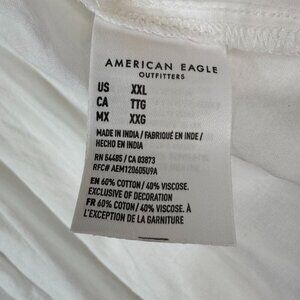 AMERICAN EAGLE
OUTFITTERS
US XXL
CA TTG
MX XXG
MADE IN INDIA / FABRIQUÉ EN INDE /
HECHO EN INDIA
RN 54485 / CA 03873
RFC# AEM120605U9A
EN 60% COTTON / 40% VISCOSE.
EXCLUSIVE OF DECORATION
FR 60% COTON / 40% VISCOSE. À
L'EXCEPTION DE LA GARNITURE